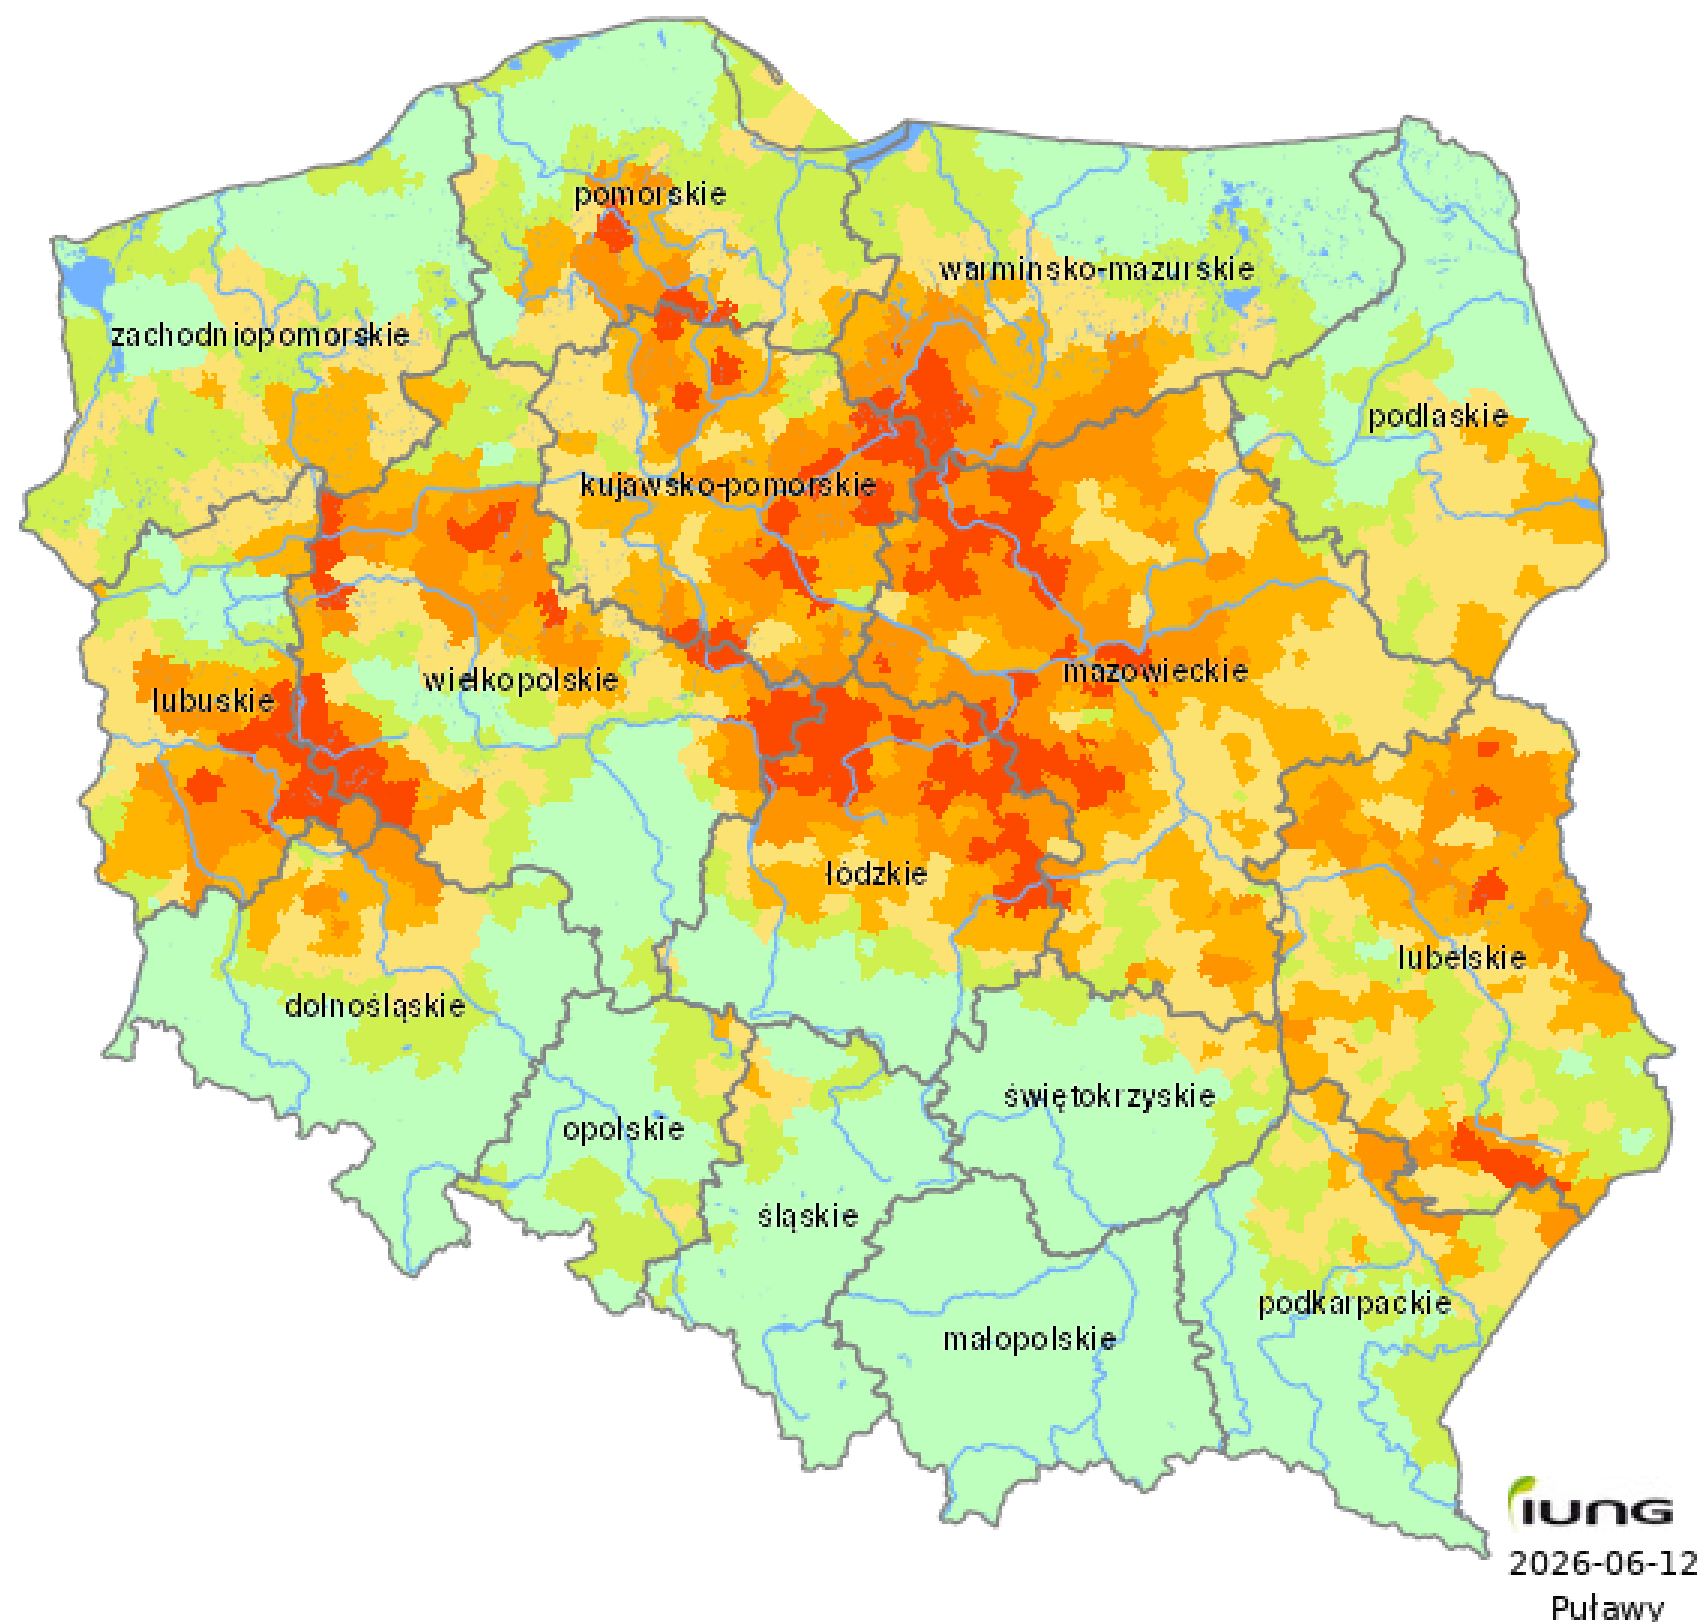 pomorskie
warminsko-mazurskie
zachodniopomorskie
podlaskie
kujawsko-pomorskie
mazowieckie
wielkopolskie
lubuskie
łódzkie
lubelskie
dolnośląskie
świętokrzyskie
opolskie
śląskie
podkarpackie
małopolskie
IUNG
2026-06-12
Puławy